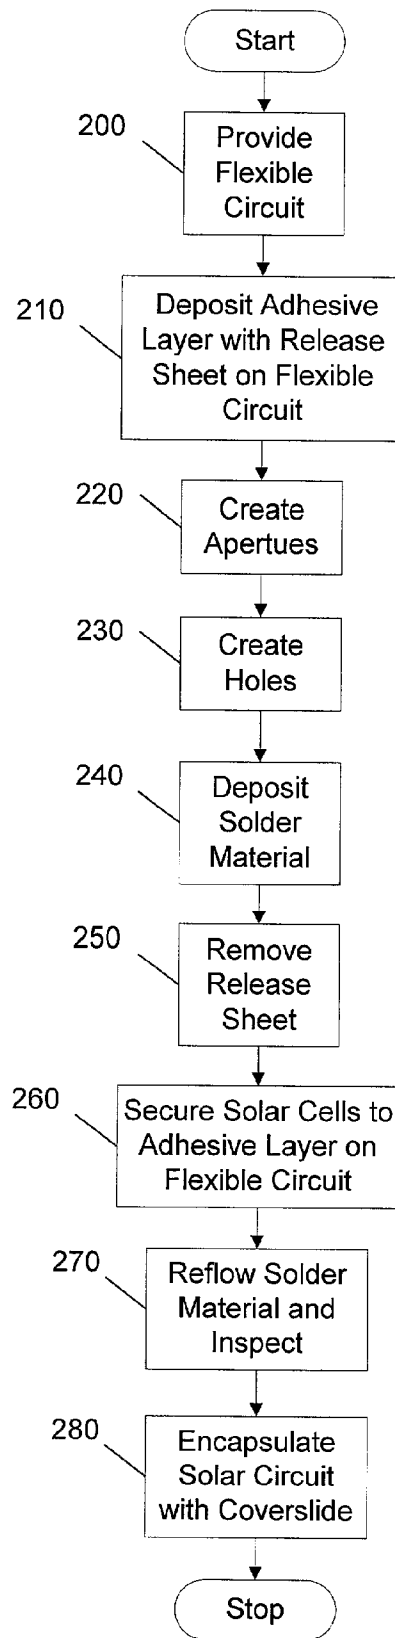 Start
200
Provide
Flexible
Circuit
210
Deposit Adhesive
Layer with Release
Sheet on Flexible
Circuit
220
Create
Apertues
230
Create
Holes
240
Deposit
Solder
Material
250
Remove
Release
Sheet
260
Secure Solar Cells to
Adhesive Layer on
Flexible Circuit
270
Reflow Solder
Material and
Inspect
280
Encapsulate
Solar Circuit
with Coverslide
Stop